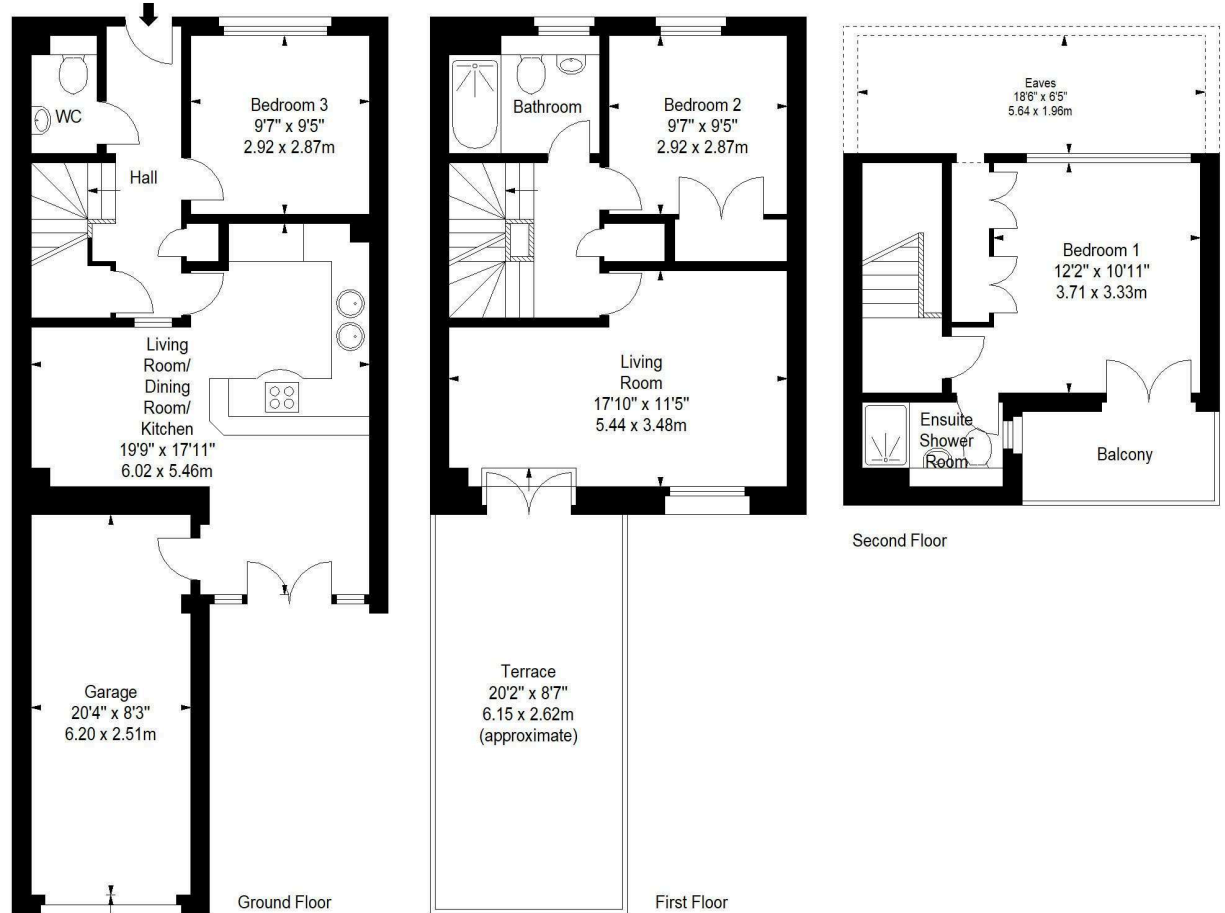 WC
Hall
Bedroom 3
9'7" x 9'5"
2.92 x 2.87m
Living
Room/
Dining
Room/
Kitchen
19'9" x 17'11"
6.02 x 5.46m
Garage
20'4" x 8'3"
6.20 x 2.51m
Ground Floor
Bathroom
Bedroom 2
9'7" x 9'5"
2.92 x 2.87m
Living
Room
17'10" x 11'5"
5.44 x 3.48m
Terrace
20'2" x 8'7"
6.15 x 2.62m
(approximate)
First Floor
Eaves
18'6" x 6'5"
5.64 x 1.96m
Bedroom 1
12'2" x 10'11"
3.71 x 3.33m
Ensuite
Shower
Room
Balcony
Second Floor